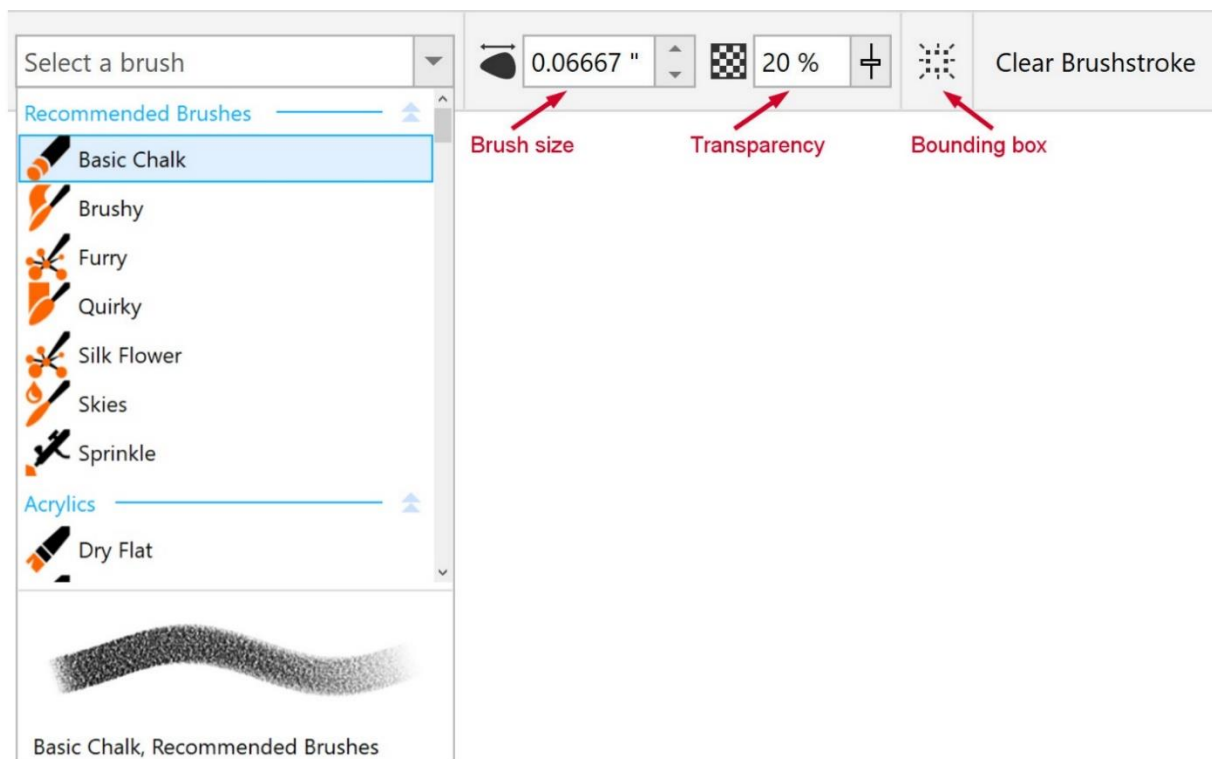 Select a brush
0.06667 "
20 %
Clear Brushstroke
Brush size
Transparency
Bounding box
Recommended Brushes
Basic Chalk
Brushy
Furry
Quirky
Silk Flower
Skies
Sprinkle
Acrylics
Dry Flat
Basic Chalk, Recommended Brushes